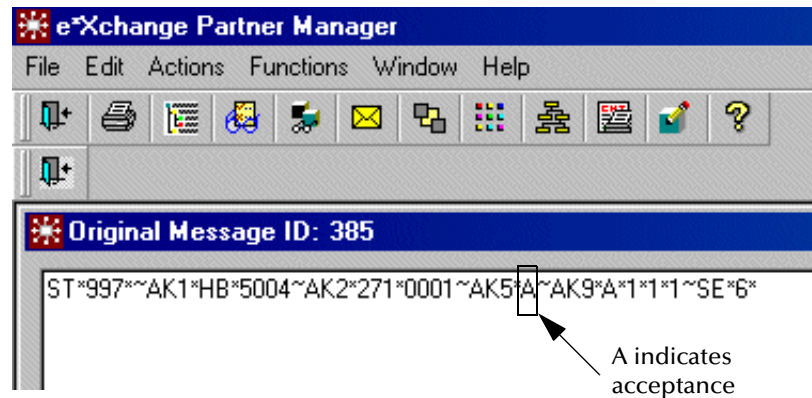 e*Xchange Partner Manager
File Edit Actions Functions Window Help
Original Message ID: 385
ST*997*~AK1*HB*5004~AK2*271*0001~AK5*A~AK9*A*1*1*1~SE*6*
A indicates
acceptance